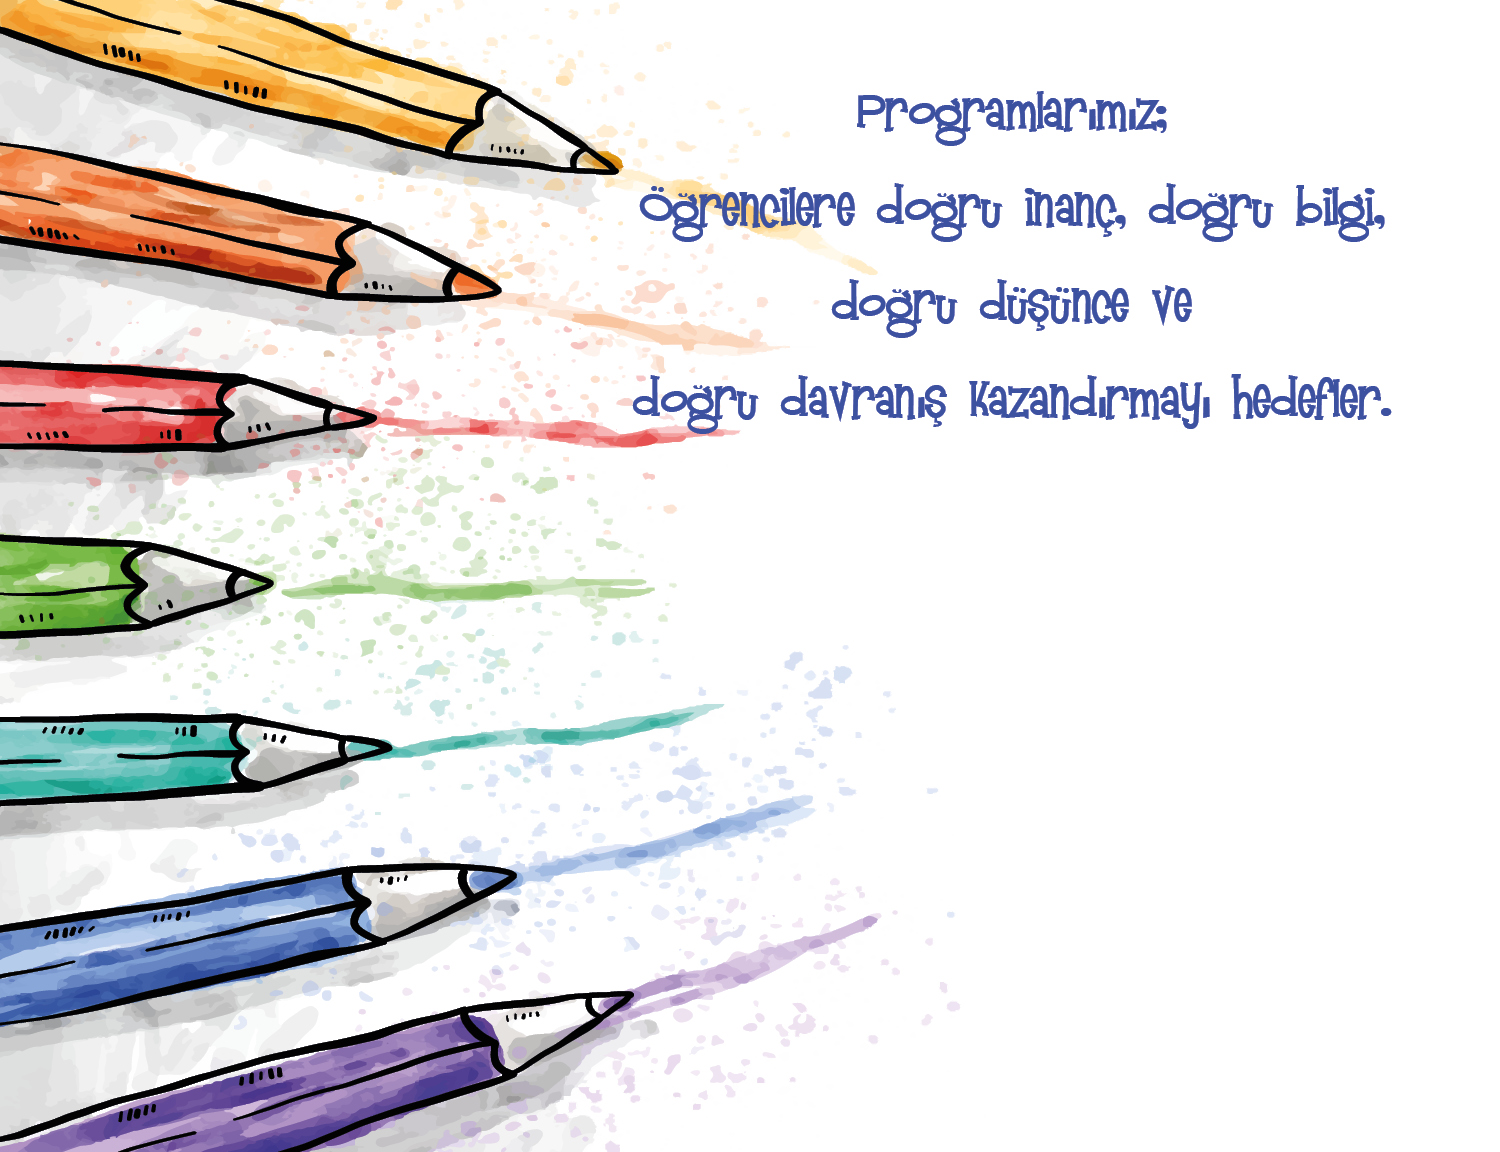 Programlarımız;
Öğrencilere doğru inanç, doğru bilgi,
doğru düşünce ve
doğru davranış kazandırmayı hedefler.